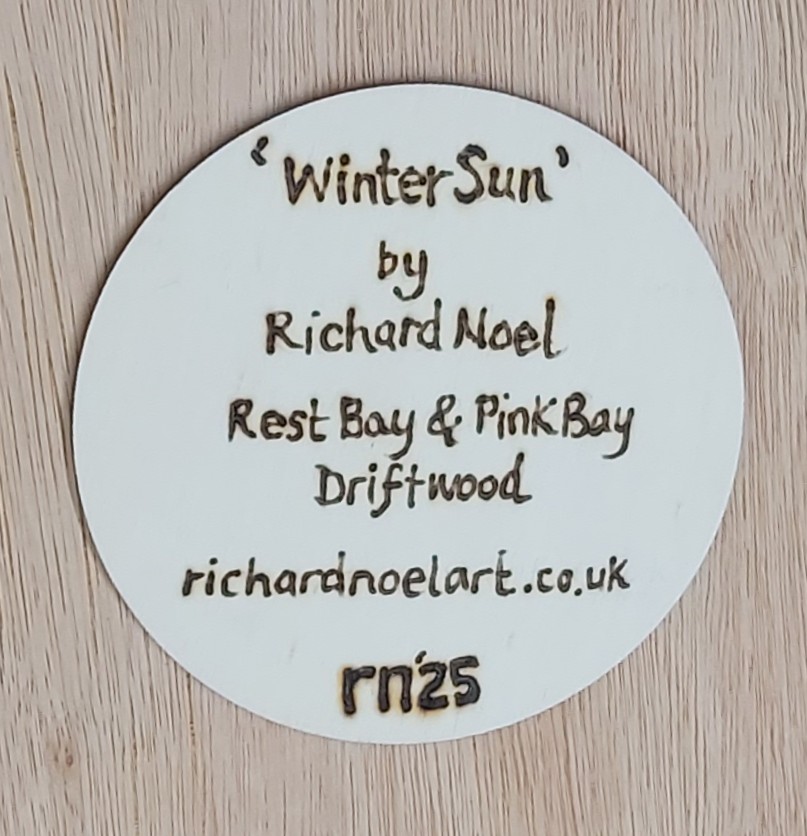 'Winter Sun'
by
Richard Noel
Rest Bay & Pink Bay
Driftwood
richardnoelart.co.uk
rn'25